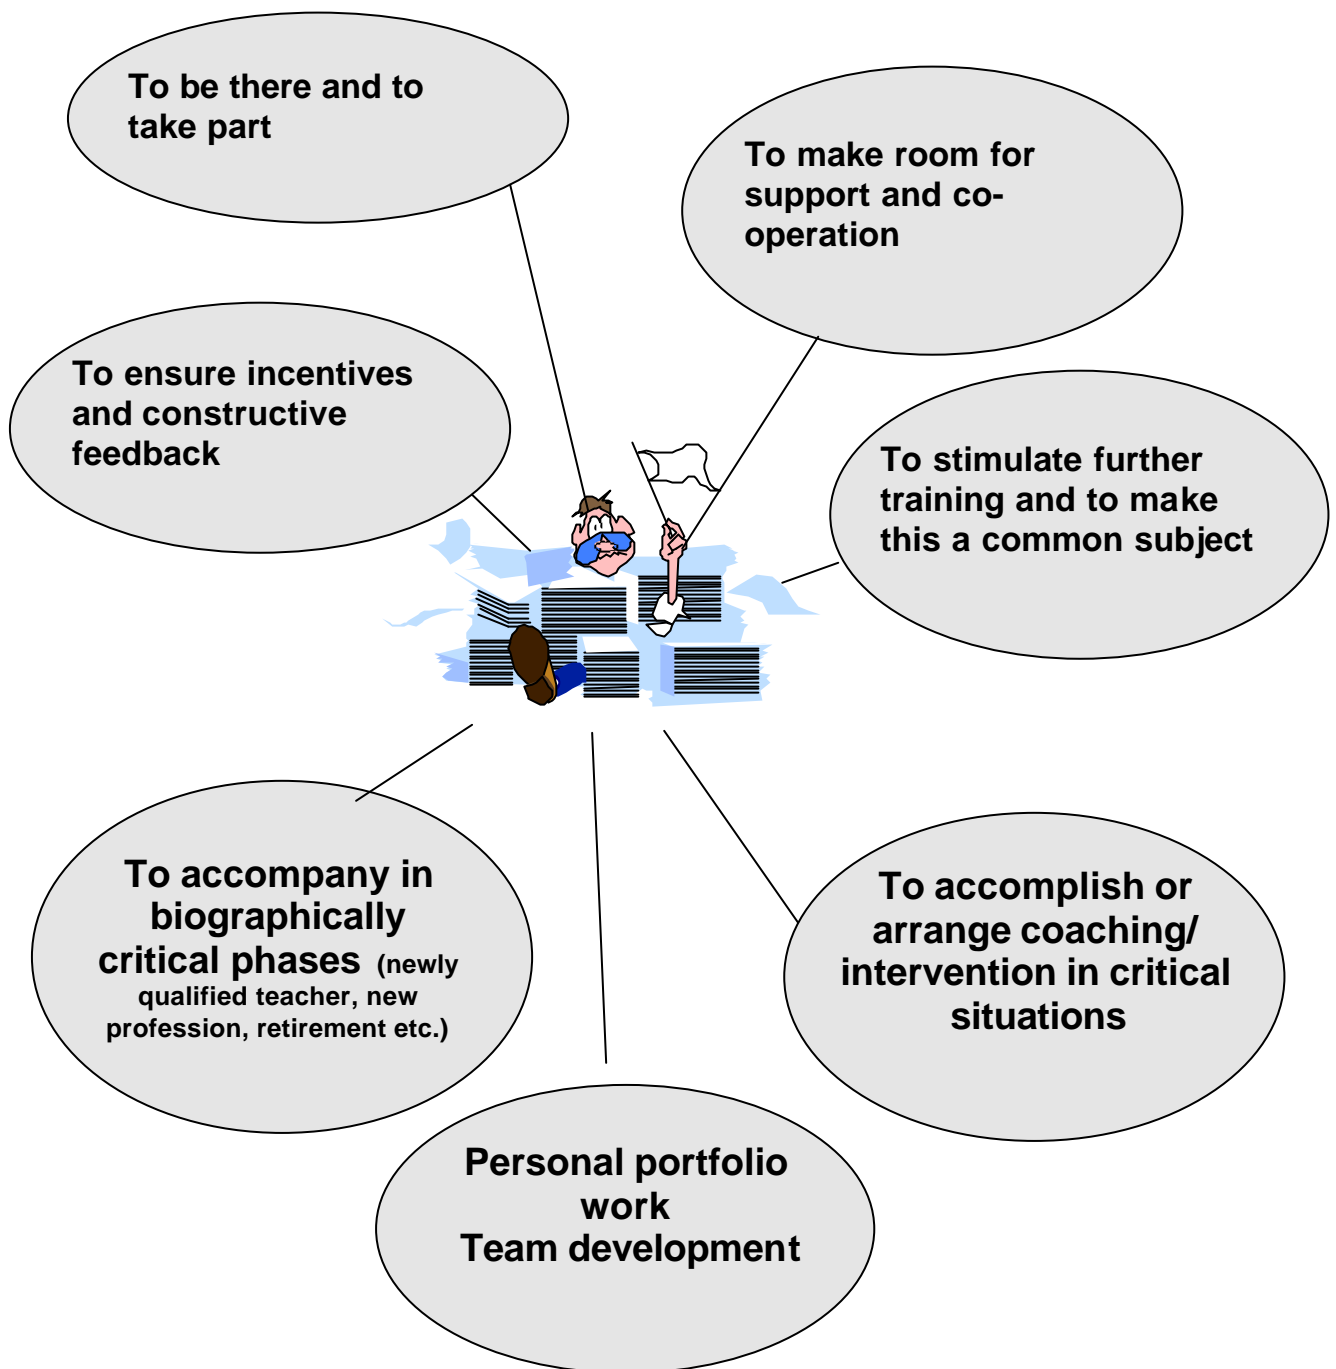 To be there and to
take part
To make room for
support and co-
operation
To ensure incentives
and constructive
feedback
To stimulate further
training and to make
this a common subject
To accompany in
biographically
critical phases (newly
qualified teacher, new
profession, retirement etc.)
To accomplish or
arrange coaching/
intervention in critical
situations
Personal portfolio
work
Team development